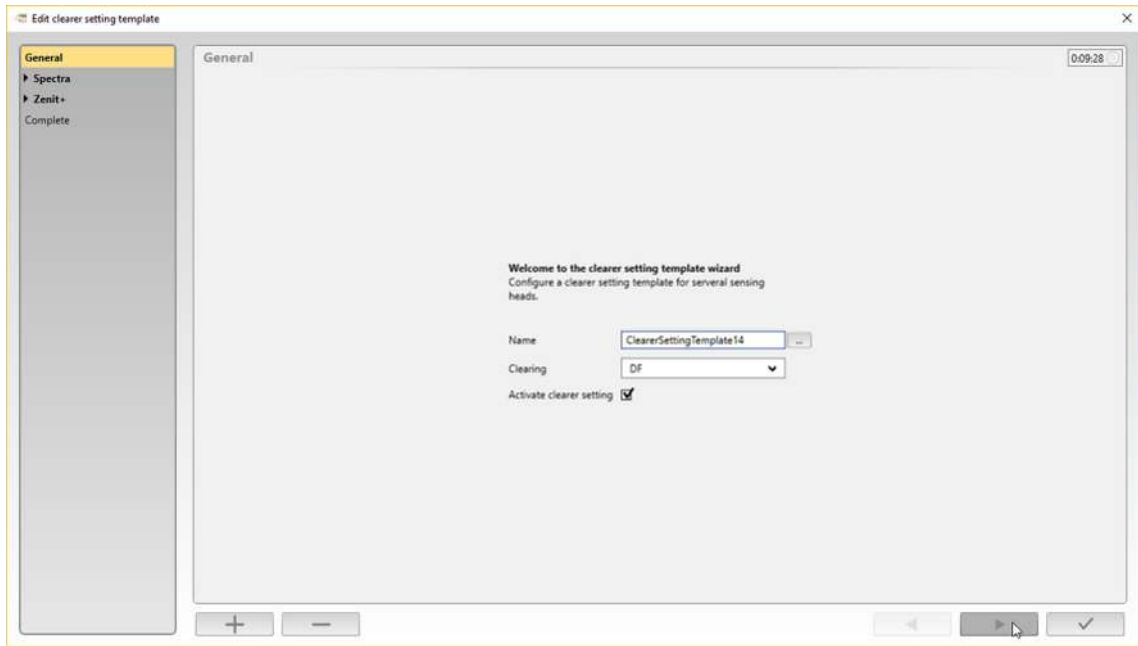 Edit clearer setting template
General
Spectra
Zenit+
Complete
General
0:09:28
Welcome to the clearer setting template wizard
Configure a clearer setting template for serveral sensing
heads.
Name
ClearerSettingTemplate14
...
Clearing
DF
Activate clearer setting